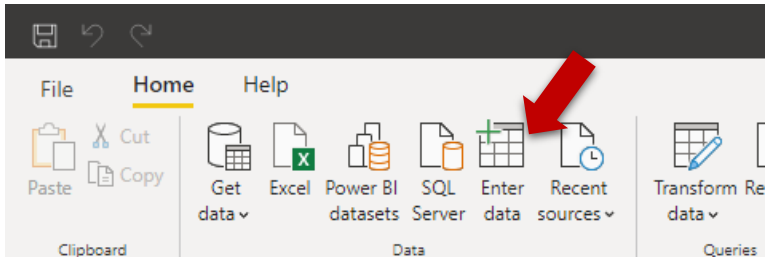 File Home Help
Paste
Cut
Copy
Clipboard
Get
data
Excel
Power BI
datasets
SQL
Server
Enter
data
Recent
sources
Data
Transform
data
Re
Queries